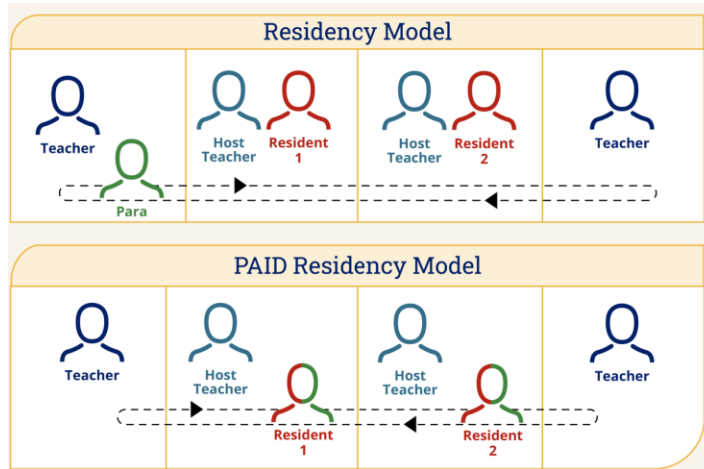 Residency Model
Teacher
Host
Teacher
Resident
1
Host
Teacher
Resident
2
Teacher
Para
PAID Residency Model
Teacher
Host
Teacher
Resident
1
Host
Teacher
Resident
2
Teacher